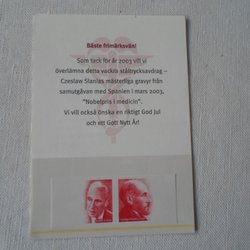 Bäste frimärksvän!
Som tack för år 2003 vill vi
överlämna detta vackra ståltrycksavdrag –
Czeslaw Slanias mästerliga gravyr från
samutgåvan med Spanien i mars 2003,
"Nobelpris i medicin".
Vi vill också önska en riktigt God Jul
och ett Gott Nytt År!